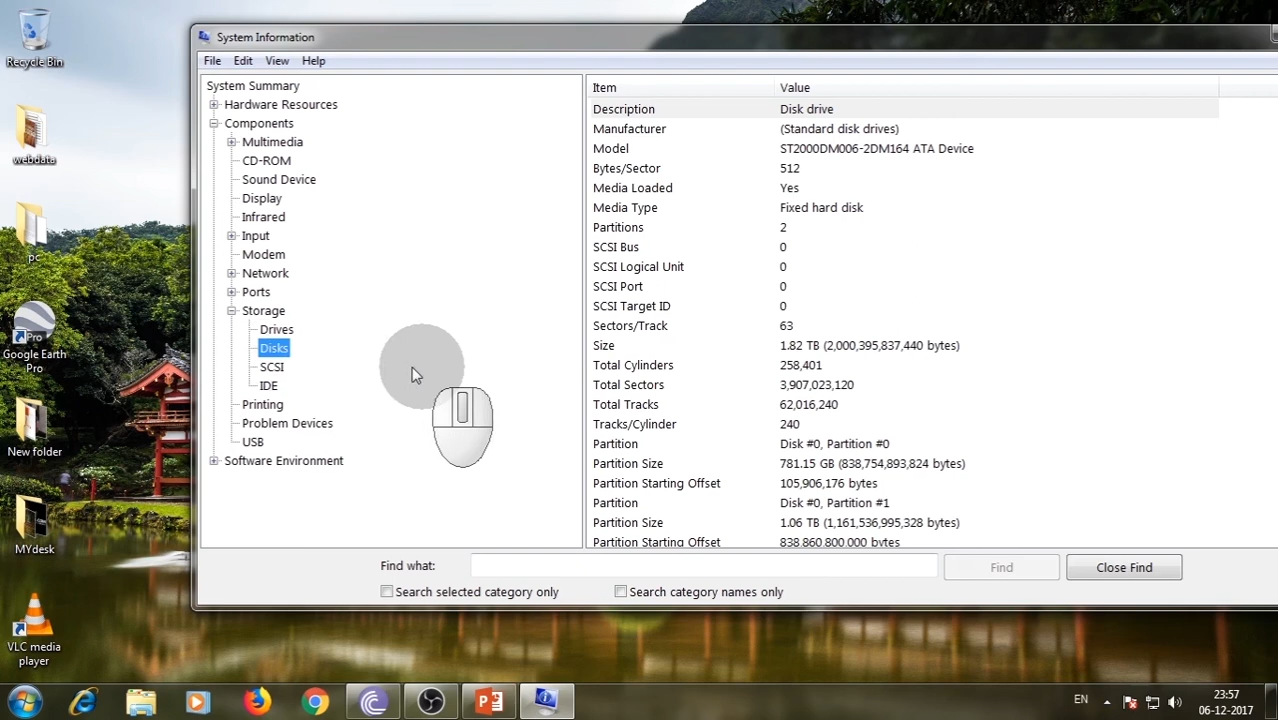 System Information
File Edit View Help
System Summary
Hardware Resources
Components
Multimedia
CD-ROM
Sound Device
Display
Infrared
Input
Modem
Network
Ports
Storage
Drives
Disks
SCSI
IDE
Printing
Problem Devices
USB
Software Environment
Item Value
Description Disk drive
Manufacturer (Standard disk drives)
Model ST2000DM006-2DM164 ATA Device
Bytes/Sector 512
Media Loaded Yes
Media Type Fixed hard disk
Partitions 2
SCSI Bus 0
SCSI Logical Unit 0
SCSI Port 0
SCSI Target ID 0
Sectors/Track 63
Size 1.82 TB (2,000,395,837,440 bytes)
Total Cylinders 258,401
Total Sectors 3,907,023,120
Total Tracks 62,016,240
Tracks/Cylinder 240
Partition Disk #0, Partition #0
Partition Size 781.15 GB (838,754,893,824 bytes)
Partition Starting Offset 105,906,176 bytes
Partition Disk #0, Partition #1
Partition Size 1.06 TB (1,161,536,995,328 bytes)
Partition Starting Offset 838,860,800,000 bytes
Find what: Find Close Find
Search selected category only Search category names only
Recycle Bin
webdata
pc
Pro
Google Earth
Pro
New folder
MYdesk
VLC media
player
EN
23:57
06-12-2017